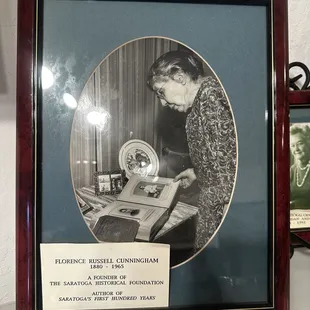 FLORENCE RUSSELL CUNNINGHAM
1880 - 1965
A FOUNDER OF
THE SARATOGA HISTORICAL FOUNDATION
AUTHOR OF
SARATOGA'S FIRST HUNDRED YEARS